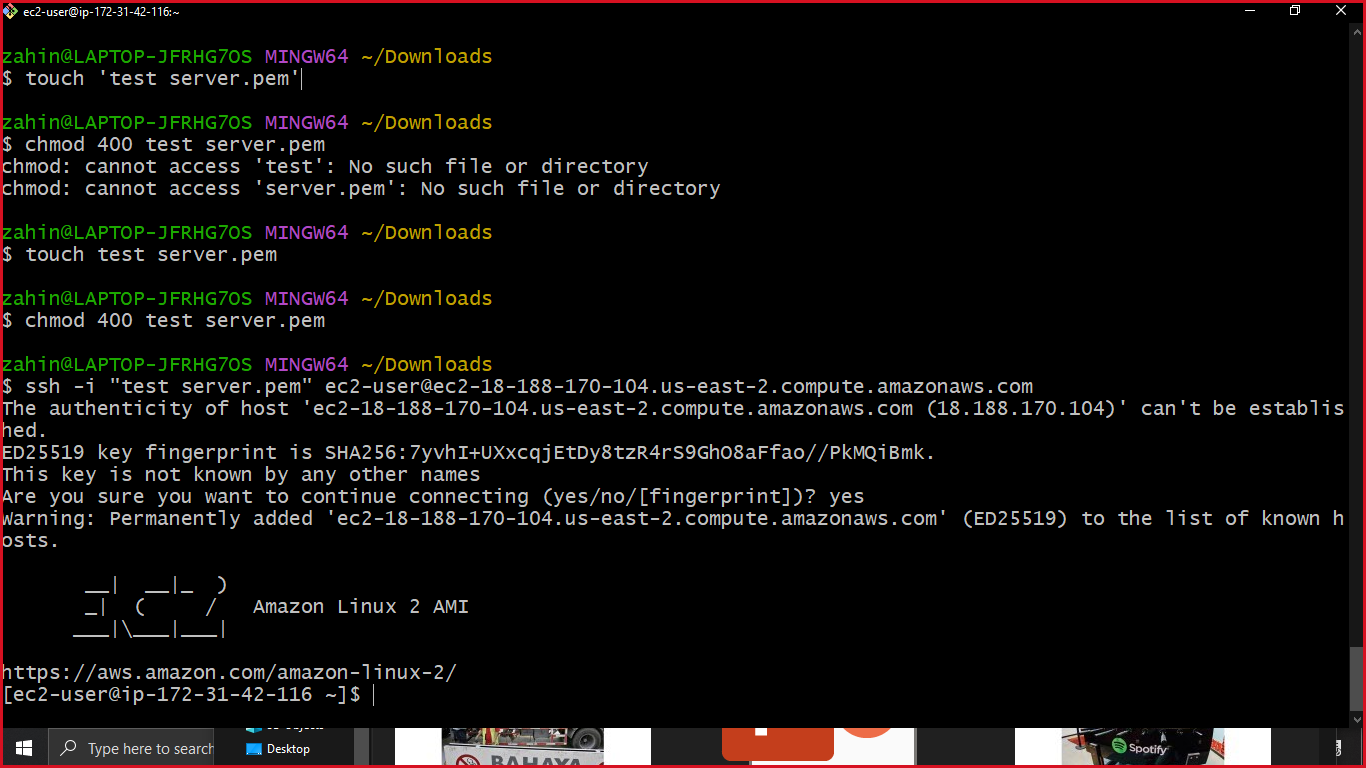 ec2-user@ip-172-31-42-116:~
zahin@LAPTOP-JFRHG7OS MINGW64 ~/Downloads
$ touch 'test server.pem'
zahin@LAPTOP-JFRHG7OS MINGW64 ~/Downloads
$ chmod 400 test server.pem
chmod: cannot access 'test': No such file or directory
chmod: cannot access 'server.pem': No such file or directory
zahin@LAPTOP-JFRHG7OS MINGW64 ~/Downloads
$ touch test server.pem
zahin@LAPTOP-JFRHG7OS MINGW64 ~/Downloads
$ chmod 400 test server.pem
zahin@LAPTOP-JFRHG7OS MINGW64 ~/Downloads
$ ssh -i "test server.pem" ec2-user@ec2-18-188-170-104.us-east-2.compute.amazonaws.com
The authenticity of host 'ec2-18-188-170-104.us-east-2.compute.amazonaws.com (18.188.170.104)' can't be establis
hed.
ED25519 key fingerprint is SHA256:7yvhI+UXxcqjEtDy8tzR4rS9GhO8aFfao//PkMQiBmk.
This key is not known by any other names
Are you sure you want to continue connecting (yes/no/[fingerprint])? yes
Warning: Permanently added 'ec2-18-188-170-104.us-east-2.compute.amazonaws.com' (ED25519) to the list of known h
osts.
__|  __|_  )
_|  (     /   Amazon Linux 2 AMI
___|\___|___|
https://aws.amazon.com/amazon-linux-2/
[ec2-user@ip-172-31-42-116 ~]$
Type here to search
Desktop
BAHAYA
Spotify